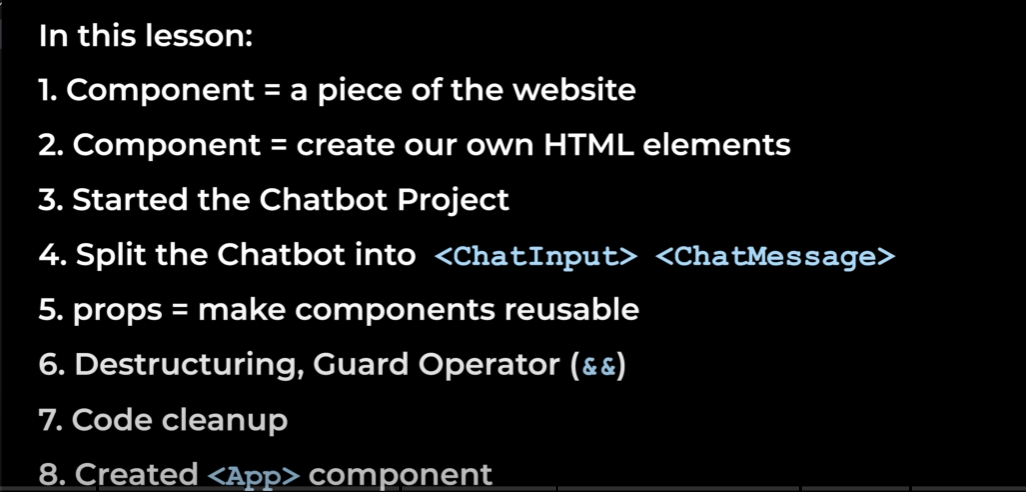 In this lesson:
1. Component = a piece of the website
2. Component = create our own HTML elements
3. Started the Chatbot Project
4. Split the Chatbot into <ChatInput> <ChatMessage>
5. props = make components reusable
6. Destructuring, Guard Operator (&&)
7. Code cleanup
8. Created <App> component